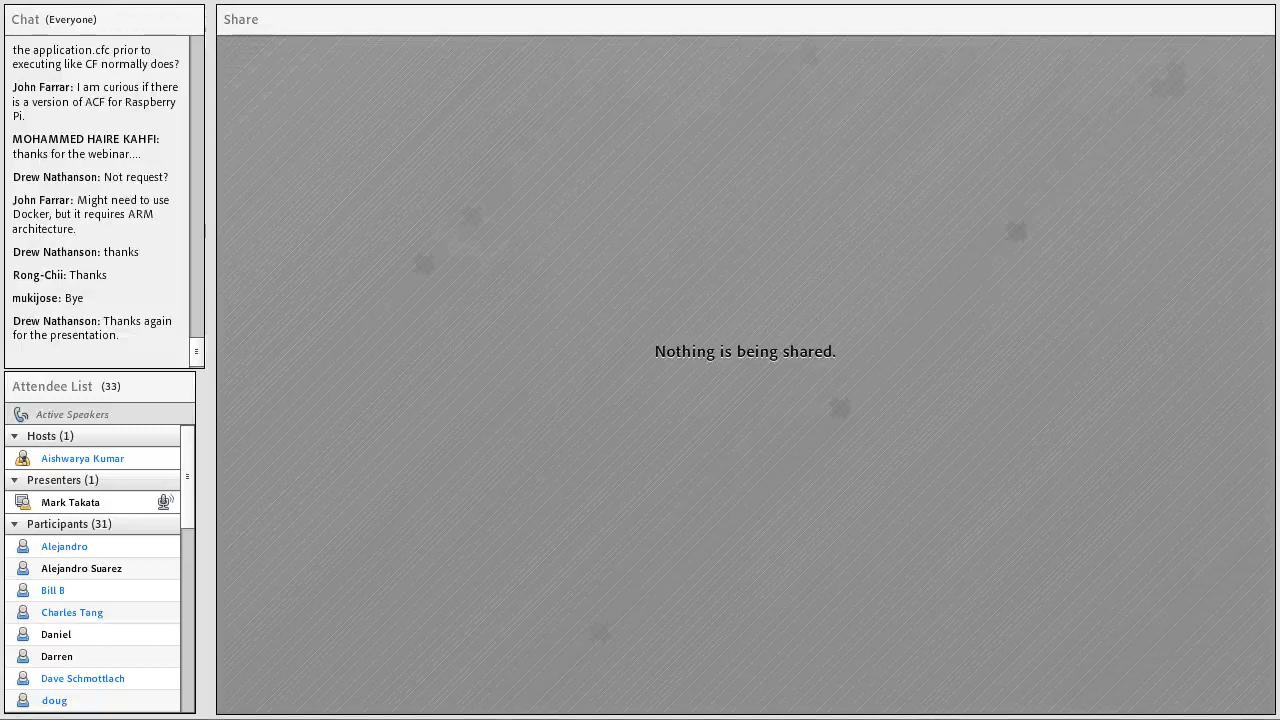 Chat (Everyone)
the application.cfc prior to
executing like CF normally does?
John Farrar: I am curious if there
is a version of ACF for Raspberry
Pi.
MOHAMMED HAIRE KAHFI:
thanks for the webinar....
Drew Nathanson: Not request?
John Farrar: Might need to use
Docker, but it requires ARM
architecture.
Drew Nathanson: thanks
Rong-Chii: Thanks
mukijose: Bye
Drew Nathanson: Thanks again
for the presentation.
Attendee List (33)
Active Speakers
Hosts (1)
Aishwarya Kumar
Presenters (1)
Mark Takata
Participants (31)
Alejandro
Alejandro Suarez
Bill B
Charles Tang
Daniel
Darren
Dave Schmottlach
doug
Share
Nothing is being shared.